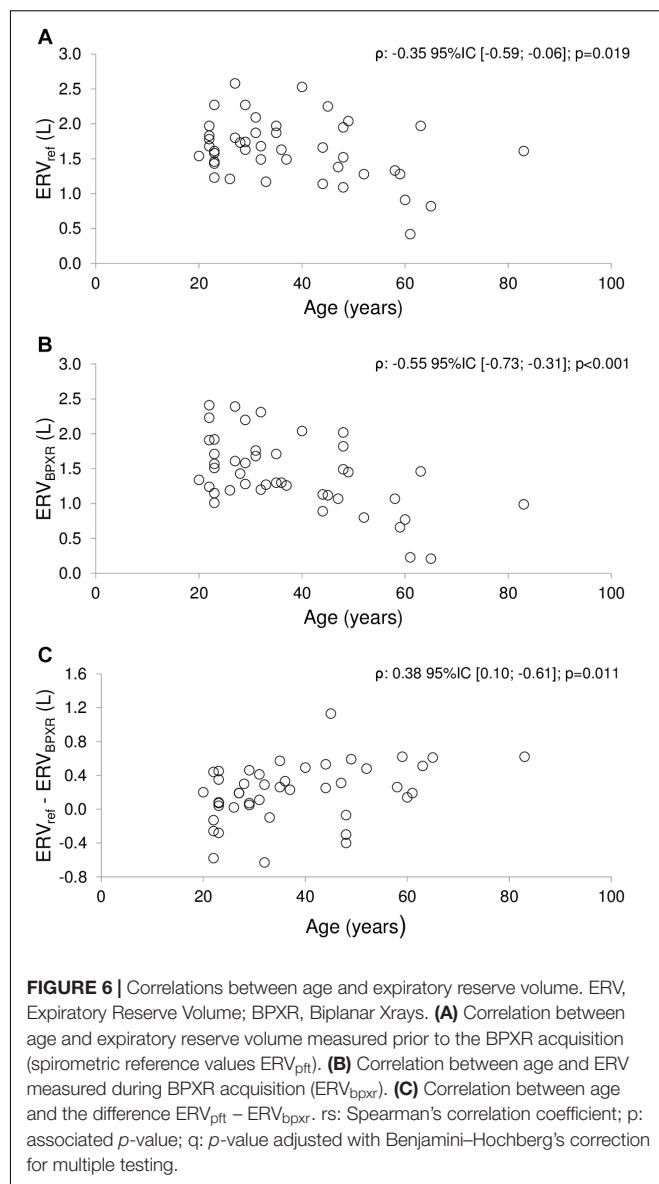 A
ρ: -0.35 95%IC [-0.59; -0.06]; p=0.019
3.0
2.5
2.0
1.5
1.0
0.5
0.0
ERVref (L)
0 20 40 60 80 100
Age (years)
B
ρ: -0.55 95%IC [-0.73; -0.31]; p<0.001
3.0
2.5
2.0
1.5
1.0
0.5
0.0
ERVBPXR (L)
0 20 40 60 80 100
Age (years)
C
ρ: 0.38 95%IC [0.10; -0.61]; p=0.011
1.6
1.2
0.8
0.4
0.0
-0.4
-0.8
ERVref - ERVBPXR (L)
0 20 40 60 80 100
Age (years)
FIGURE 6 | Correlations between age and expiratory reserve volume. ERV,
Expiratory Reserve Volume; BPXR, Biplanar Xrays. (A) Correlation between
age and expiratory reserve volume measured prior to the BPXR acquisition
(spirometric reference values ERVpft). (B) Correlation between age and ERV
measured during BPXR acquisition (ERVbpxr). (C) Correlation between age
and the difference ERVpft – ERVbpxr. rs: Spearman's correlation coefficient; p:
associated p-value; q: p-value adjusted with Benjamini–Hochberg's correction
for multiple testing.